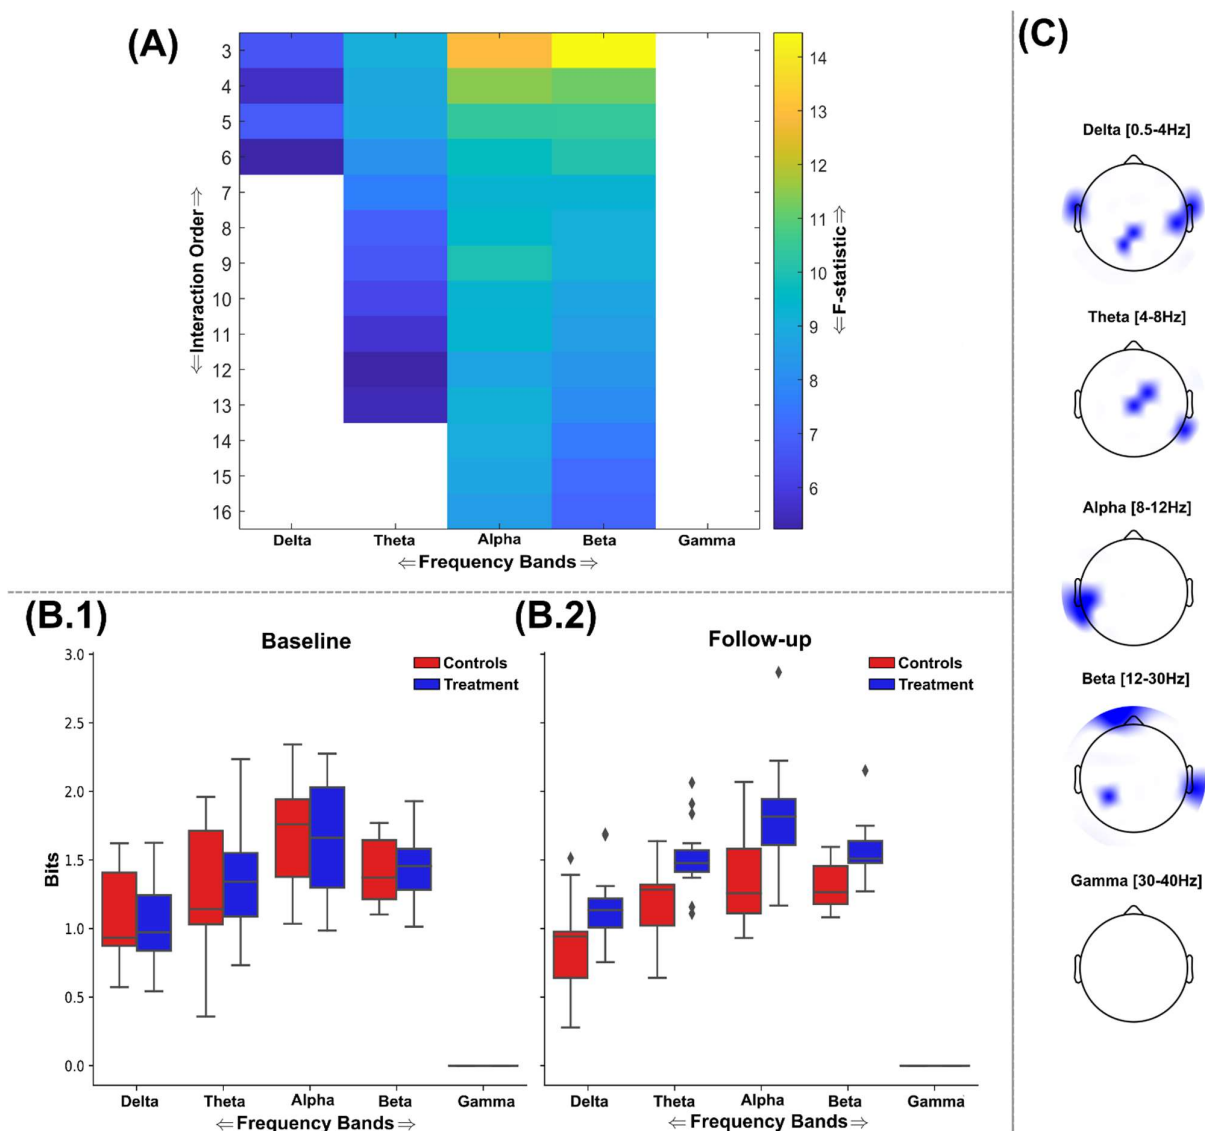 (A)
3
4
5
6
7
8
9
10
11
12
13
14
15
16
⇐Interaction Order⇒
Delta Theta Alpha Beta Gamma
⇐Frequency Bands⇒
14
13
12
11
10
9
8
7
6
⇐F-statistic⇒
(B.1)
Baseline
Controls
Treatment
3.0
2.5
2.0
1.5
1.0
0.5
0.0
Bits
Delta Theta Alpha Beta Gamma
⇐Frequency Bands⇒
(B.2)
Follow-up
Controls
Treatment
Delta Theta Alpha Beta Gamma
⇐Frequency Bands⇒
(C)
Delta [0.5-4Hz]
Theta [4-8Hz]
Alpha [8-12Hz]
Beta [12-30Hz]
Gamma [30-40Hz]